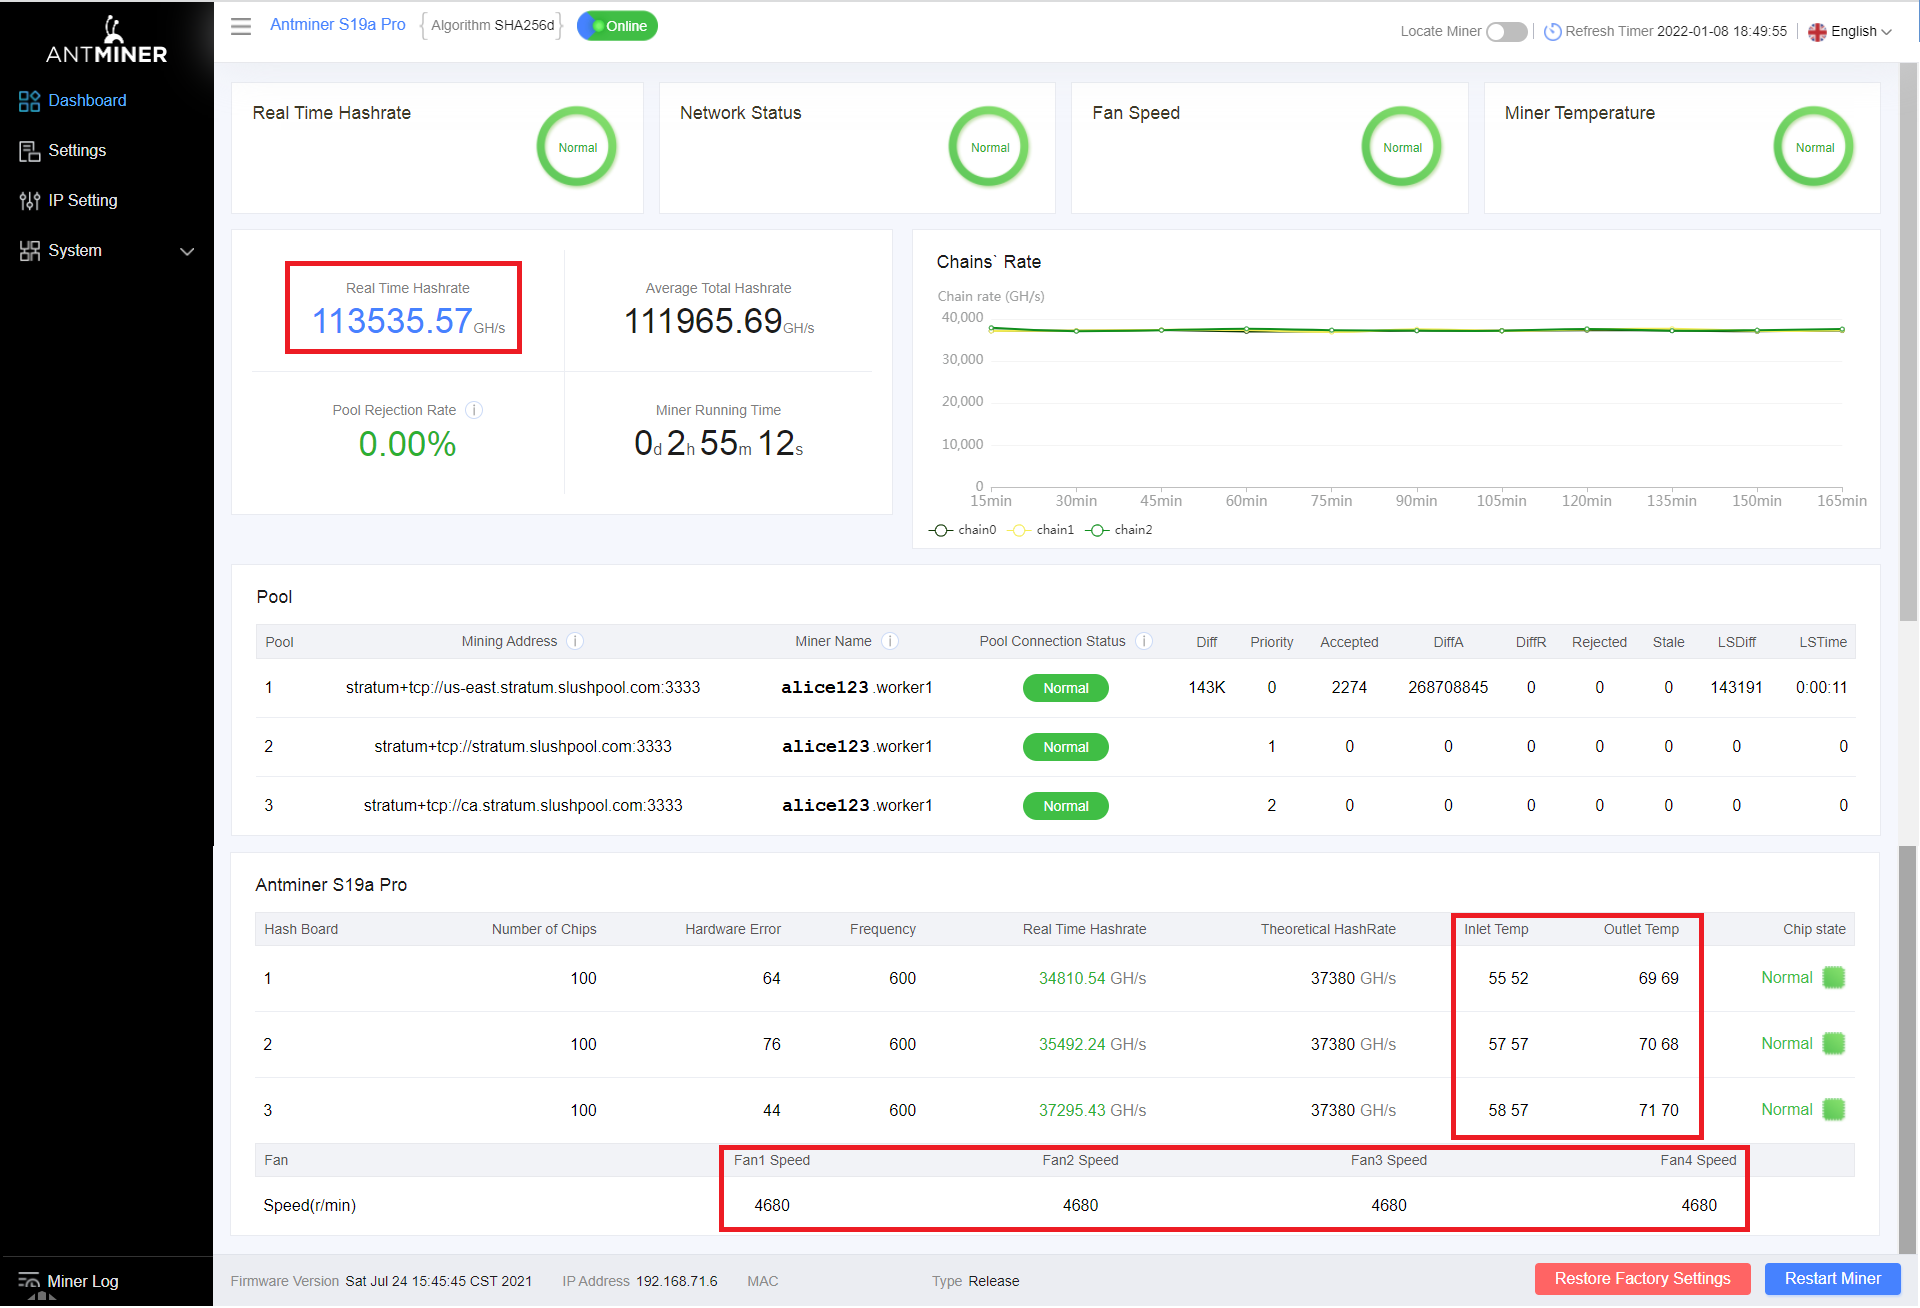 ANTMINER
Dashboard
Settings
IP Setting
System
Miner Log
Antminer S19a Pro
Algorithm SHA256d
Online
Locate Miner
Refresh Timer 2022-01-08 18:49:55
English
Real Time Hashrate
Normal
Network Status
Normal
Fan Speed
Normal
Miner Temperature
Normal
Real Time Hashrate
113535.57 GH/s
Average Total Hashrate
111965.69 GH/s
Pool Rejection Rate i
0.00%
Miner Running Time
0d 2h 55m 12s
Chains` Rate
Chain rate (GH/s)
40,000
30,000
20,000
10,000
0
15min 30min 45min 60min 75min 90min 105min 120min 135min 150min 165min
chain0 chain1 chain2
Pool
Pool Mining Address i Miner Name i Pool Connection Status i Diff Priority Accepted DiffA DiffR Rejected Stale LSDiff LSTime
1 stratum+tcp://us-east.stratum.slushpool.com:3333 alice123.worker1 Normal 143K 0 2274 268708845 0 0 0 143191 0:00:11
2 stratum+tcp://stratum.slushpool.com:3333 alice123.worker1 Normal 1 0 0 0 0 0 0 0
3 stratum+tcp://ca.stratum.slushpool.com:3333 alice123.worker1 Normal 2 0 0 0 0 0 0 0
Antminer S19a Pro
Hash Board Number of Chips Hardware Error Frequency Real Time Hashrate Theoretical HashRate Inlet Temp Outlet Temp Chip state
1 100 64 600 34810.54 GH/s 37380 GH/s 55 52 69 69 Normal
2 100 76 600 35492.24 GH/s 37380 GH/s 57 57 70 68 Normal
3 100 44 600 37295.43 GH/s 37380 GH/s 58 57 71 70 Normal
Fan Fan1 Speed Fan2 Speed Fan3 Speed Fan4 Speed
Speed(r/min) 4680 4680 4680 4680
Firmware Version Sat Jul 24 15:45:45 CST 2021 IP Address 192.168.71.6 MAC Type Release
Restore Factory Settings
Restart Miner